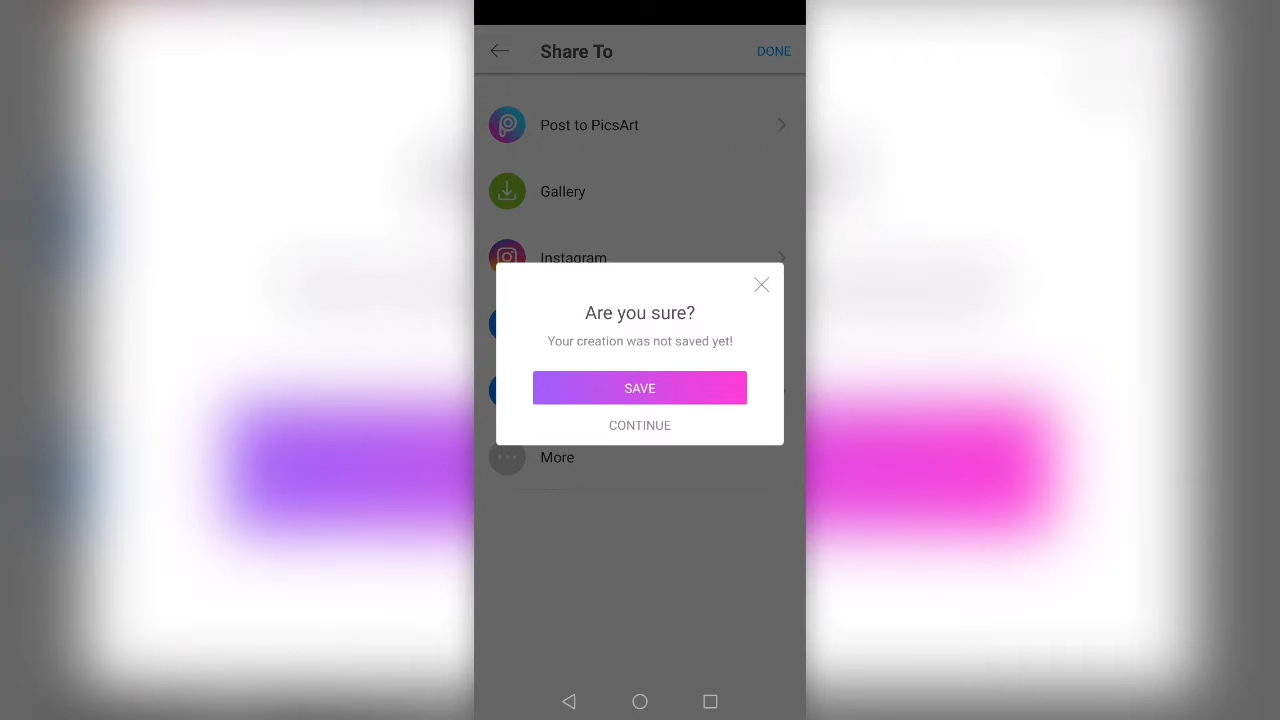 Share To
DONE
Post to PicsArt
Gallery
Instagram
Are you sure?
Your creation was not saved yet!
SAVE
CONTINUE
More